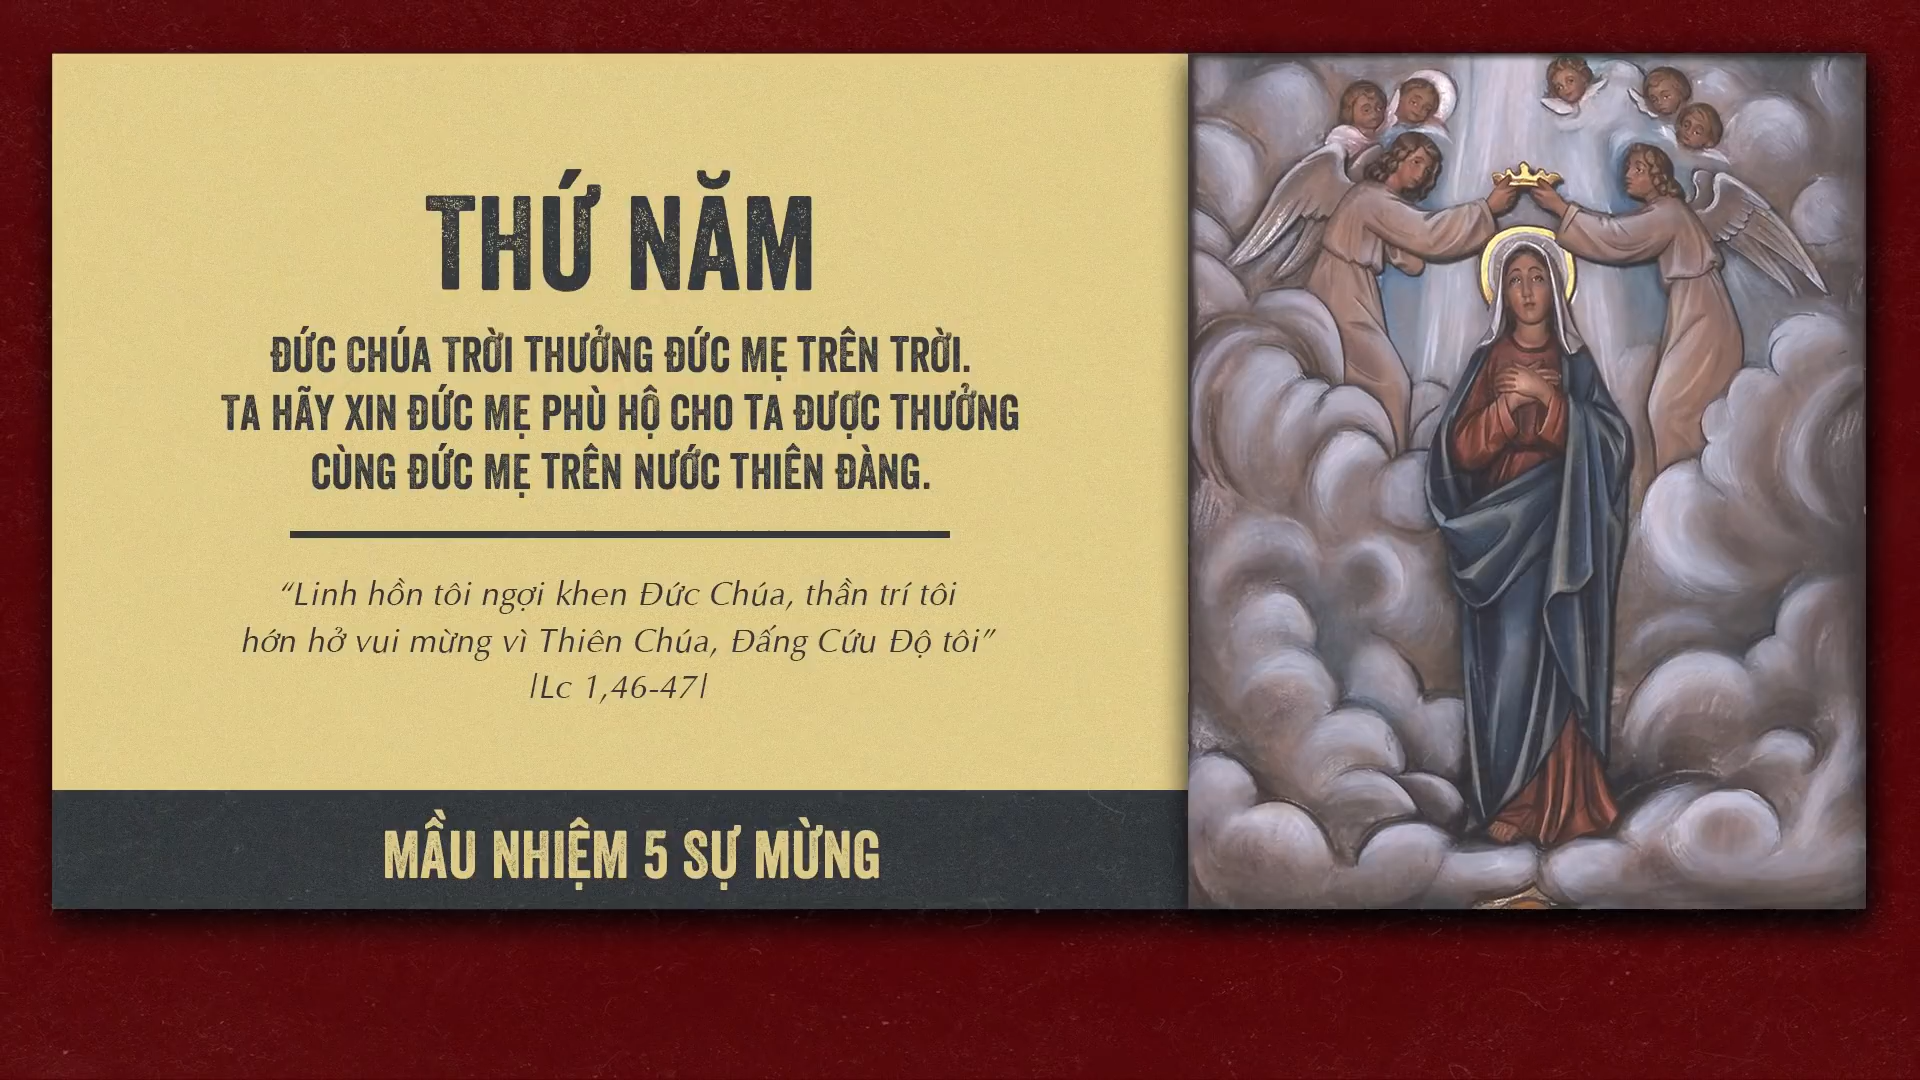 THỨ NĂM
ĐỨC CHÚA TRỜI THƯỞNG ĐỨC MẸ TRÊN TRỜI.
TA HÃY XIN ĐỨC MẸ PHÙ HỘ CHO TA ĐƯỢC THƯỞNG
CÙNG ĐỨC MẸ TRÊN NƯỚC THIÊN ĐÀNG.
“Linh hồn tôi ngợi khen Đức Chúa, thần trí tôi
hớn hở vui mừng vì Thiên Chúa, Đấng Cứu Độ tôi”
|Lc 1,46-47|
MẦU NHIỆM 5 SỰ MỪNG